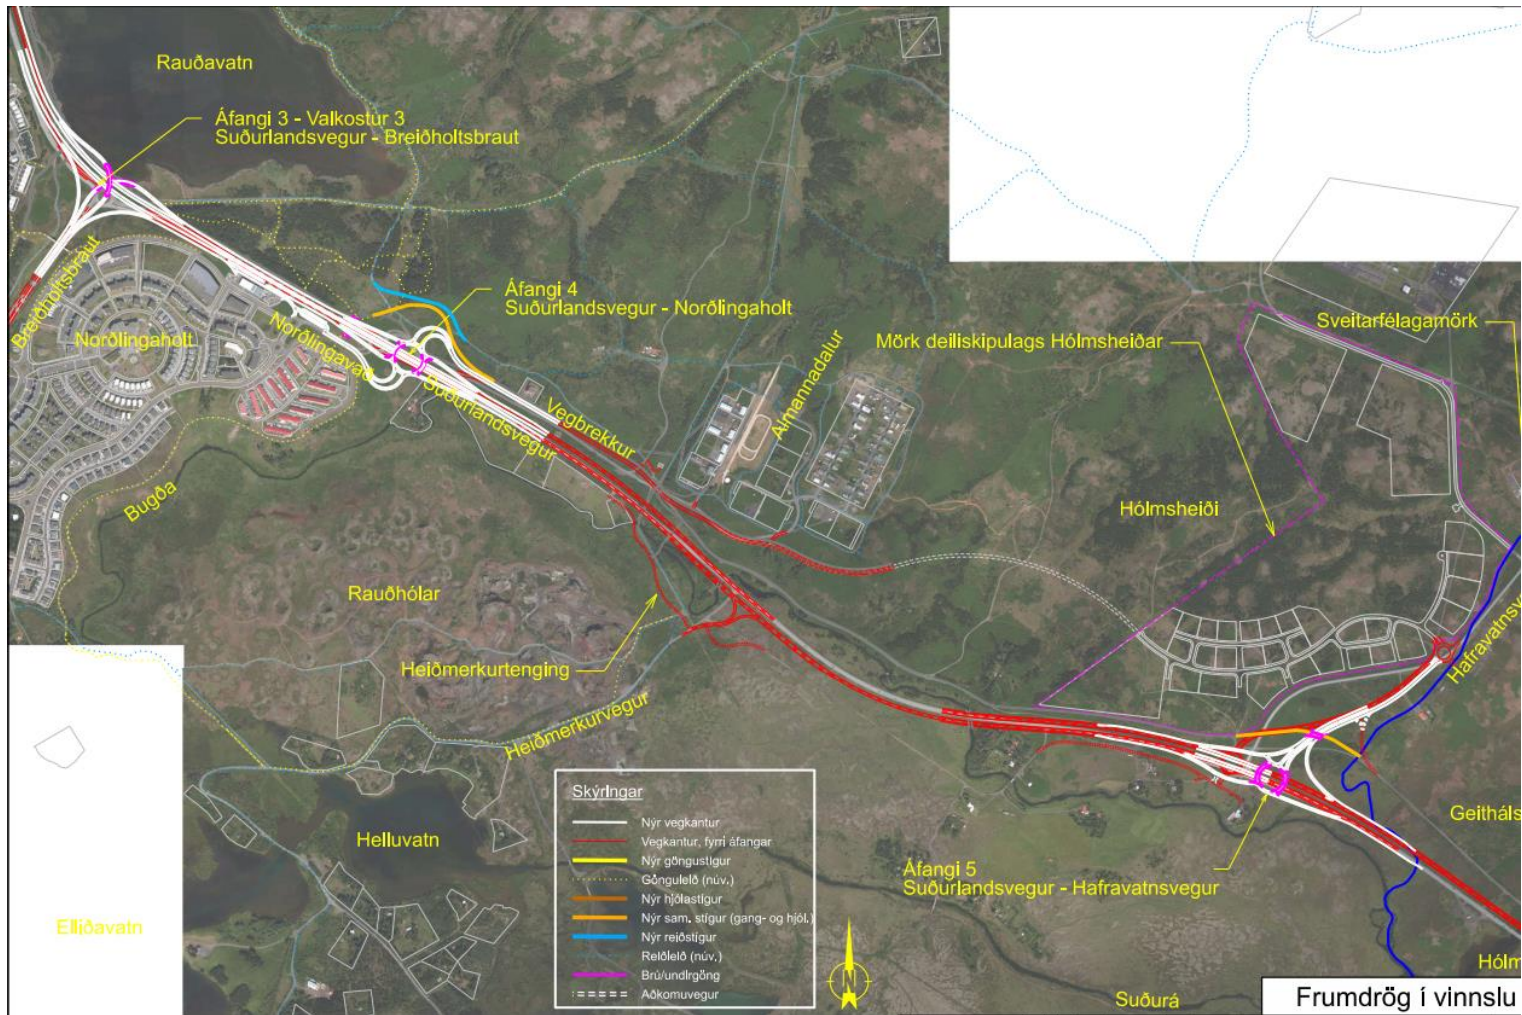 Rauðavatn
Áfangi 3 - Valkostur 3
Suðurlandsvegur - Breiðholtsbraut
Áfangi 4
Suðurlandsvegur - Norðlingaholt
Breiðholtsbraut
Norðlingaholt
Norðlingavað
Suðurlandsvegur
Vegbrekkur
Almannadalur
Mörk deiliskipulags Hólmsheiðar
Sveitarfélagamörk
Bugða
Hólmsheiði
Rauðhólar
Heiðmerkurtenging
Heiðmerkurvegur
Hafravatnsv
Geitháls
Helluvatn
Elliðavatn
Áfangi 5
Suðurlandsvegur - Hafravatnsvegur
Skýringar
Nýr vegkantur
Vegkantur, fyrri áfangar
Nýr göngustígur
Gönguleið (núv.)
Nýr hjólastígur
Nýr sam. stígur (gang- og hjól.)
Nýr reiðstígur
Reiðleið (núv.)
Brú/undirgöng
Aðkomuvegur
N
Suðurá
Hólm
Frumdrög í vinnslu